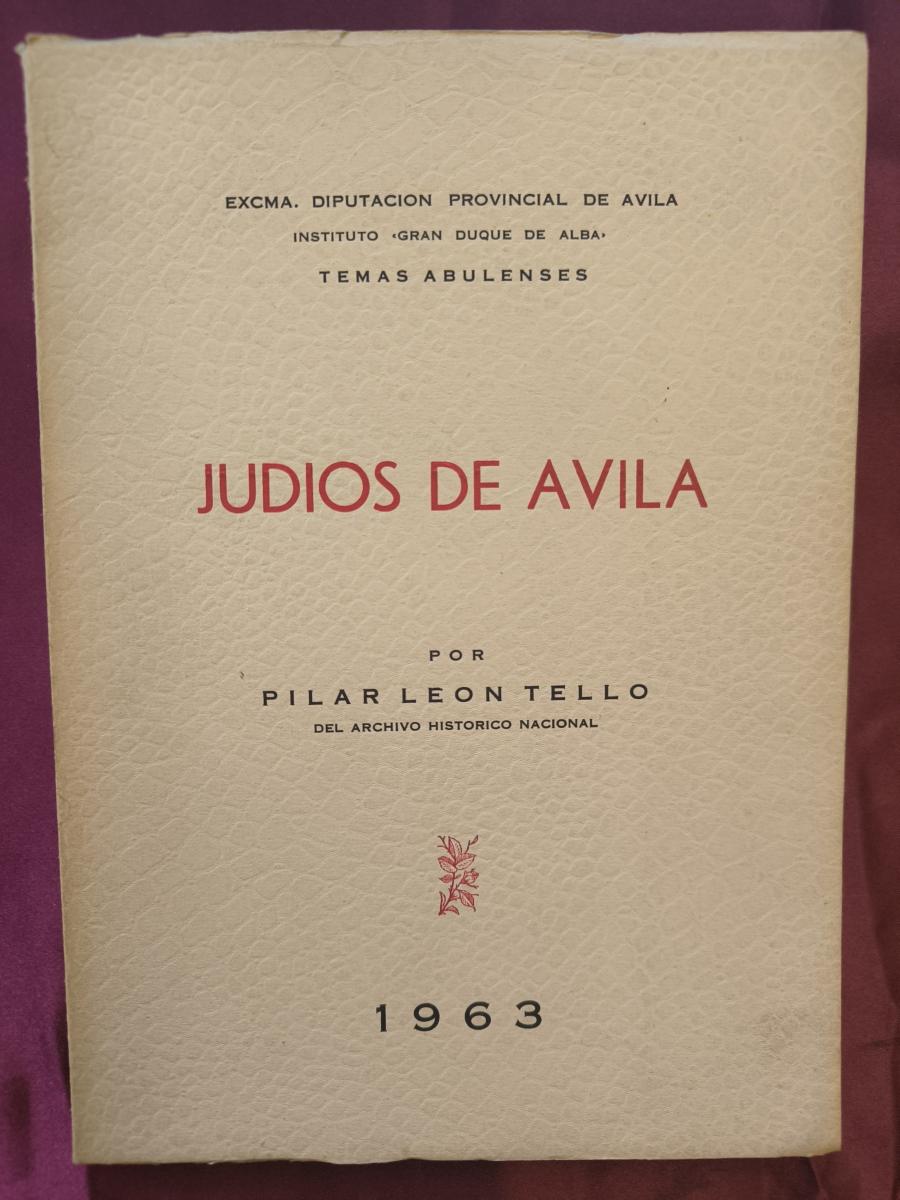 EXCMA. DIPUTACION PROVINCIAL DE AVILA
INSTITUTO ‹GRAN DUQUE DE ALBA›
TEMAS ABULENSES
JUDIOS DE AVILA
POR
PILAR LEON TELLO
DEL ARCHIVO HISTORICO NACIONAL
1963